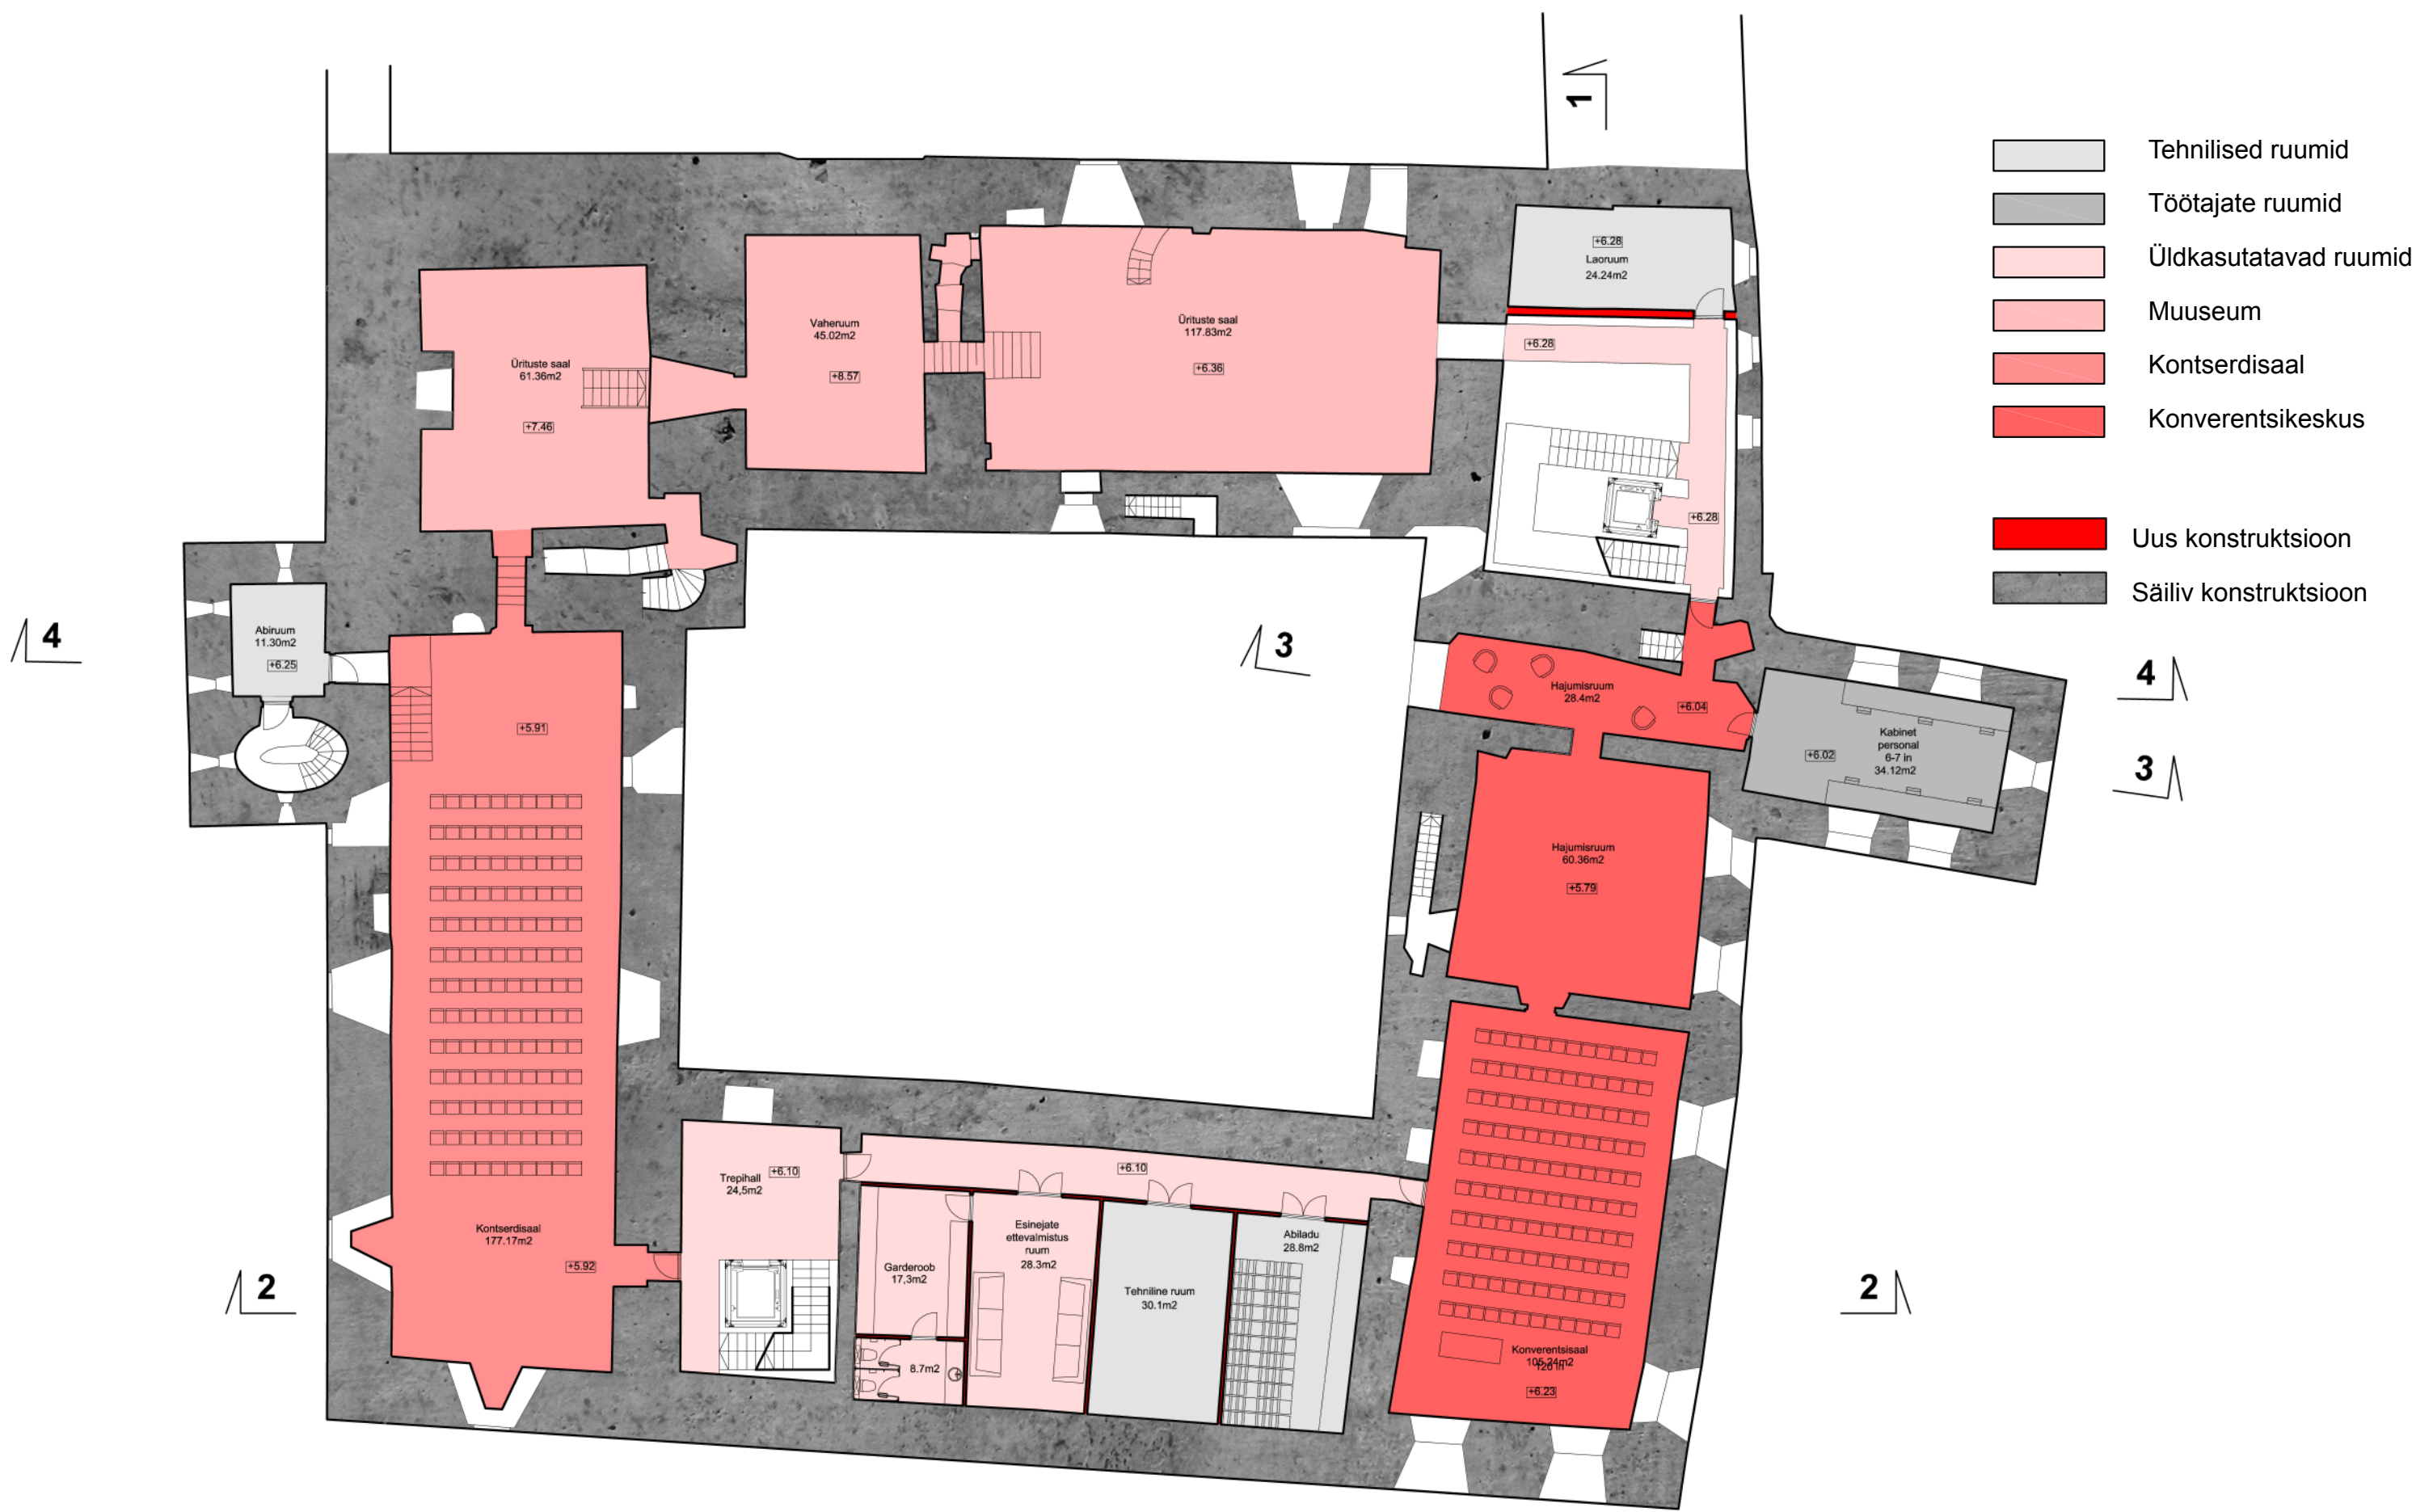 1
Tehnilised ruumid
Töötajate ruumid
Üldkasutatavad ruumid
Muuseum
Kontserdisaal
Konverentsikeskus
Uus konstruktsioon
Säiliv konstruktsioon
+6.28
Laoruum
24.24m2
Vaheruum
45.02m2
+8.57
Ürituste saal
117.83m2
+6.36
+6.28
Ürituste saal
61.36m2
+7.46
+6.28
Abiruum
11.30m2
+6.25
4
3
4
3
Hajumisruum
28.4m2
+6.04
+5.91
Kabinet
personal
6-7 in
34.12m2
+6.02
Hajumisruum
60.36m2
+5.79
Trepihall
24,5m2
+6.10
+6.10
Kontserdisaal
177.17m2
+5.92
Garderoob
17,3m2
Esinejate
ettevalmistus
ruum
28.3m2
Tehniline ruum
30.1m2
Abiladu
28.8m2
8.7m2
2
2
Konverentsisaal
105.24m2
120 in
+6.23